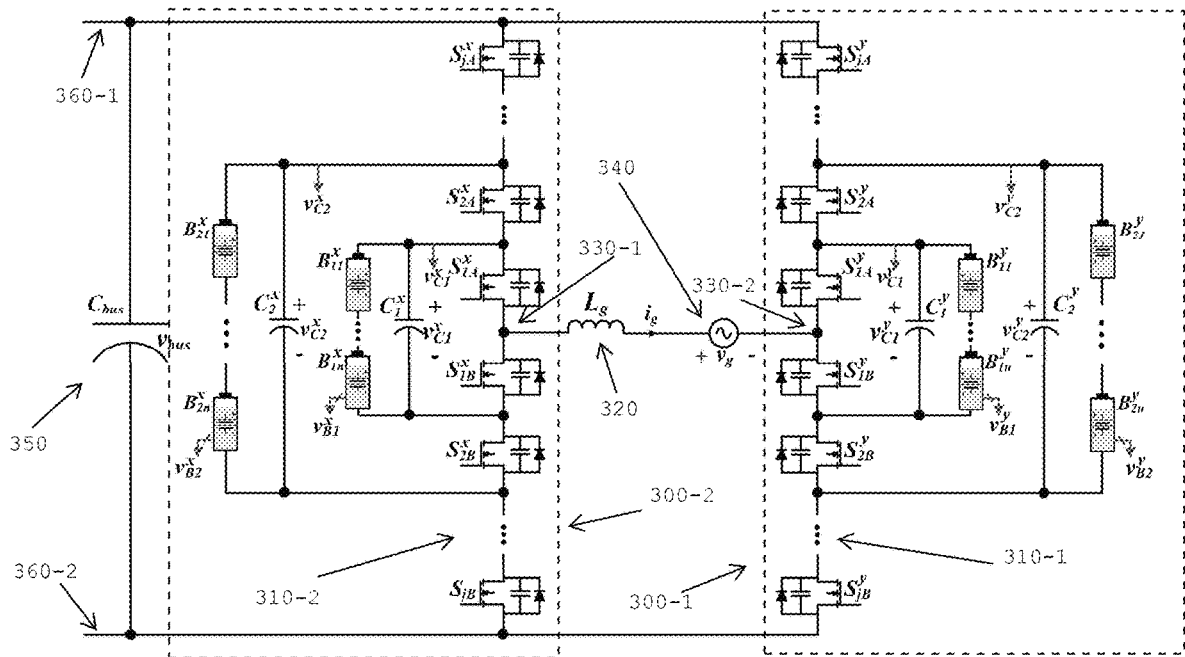 S_{jA}^x
S_{jA}^y
360-1
340
v_{C2}^x
S_{2A}^x
S_{2A}^y
v_{C2}^y
B_{21}^x
330-1
B_{11}^x
v_{C1}^x
S_{1A}^x
330-2
S_{1A}^y
v_{C1}^y
B_{11}^y
B_{21}^y
C_{bus}
C_2^x
+
v_{C2}^x
-
C_1^x
+
v_{C1}^x
-
L_g
i_g
+ v_g -
+
v_{C1}^y
-
C_1^y
+
v_{C2}^y
-
C_2^y
v_{bus}
B_{1n}^x
S_{1B}^x
320
S_{1B}^y
B_{1n}^y
B_{2n}^x
v_{B1}^x
v_{B1}^y
B_{2n}^y
350
v_{B2}^x
S_{2B}^x
S_{2B}^y
v_{B2}^y
300-2
360-2
310-2
300-1
310-1
S_{jB}^x
S_{jB}^y